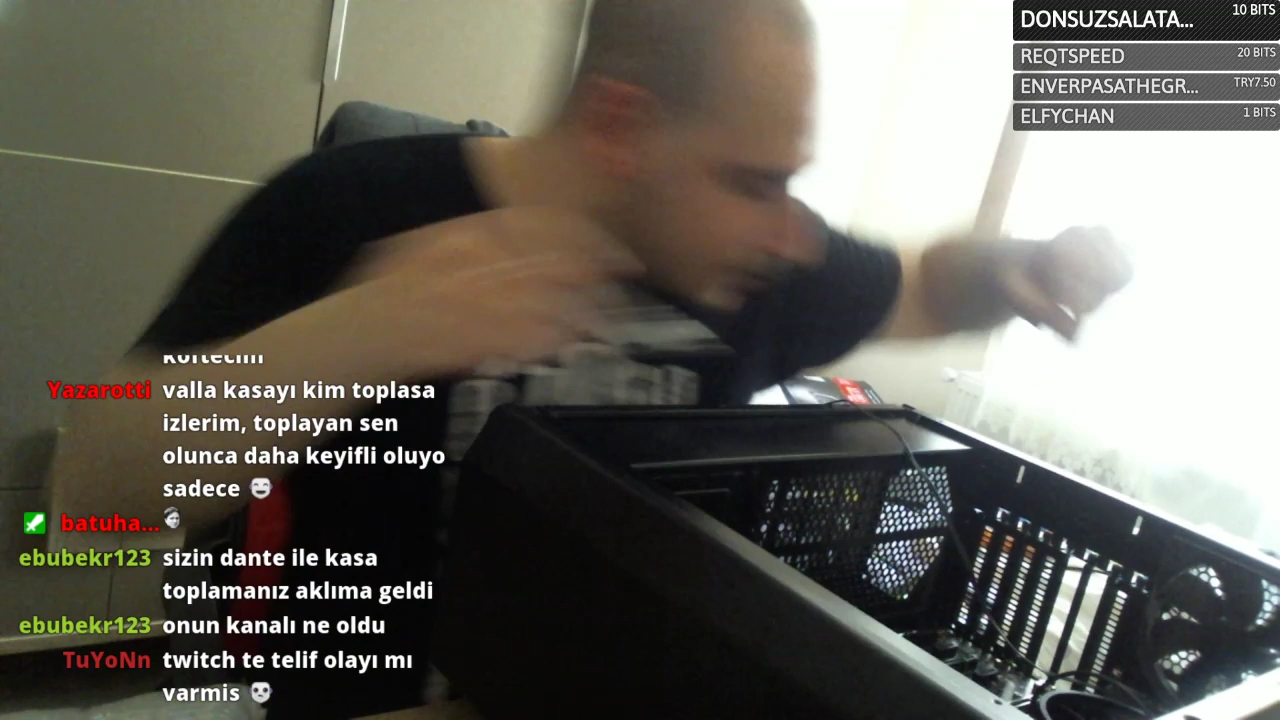 DONSUZSALATA... 10 BITS
REQTSPEED 20 BITS
ENVERPASATHEGR... TRY7.50
ELFYCHAN 1 BITS
köftecim
Yazarotti valla kasayı kim toplasa
izlerim, toplayan sen
olunca daha keyifli oluyo
sadece
batuha...
ebubekr123 sizin dante ile kasa
toplamanız aklıma geldi
ebubekr123 onun kanalı ne oldu
TuYoNn twitch te telif olayı mı
varmis